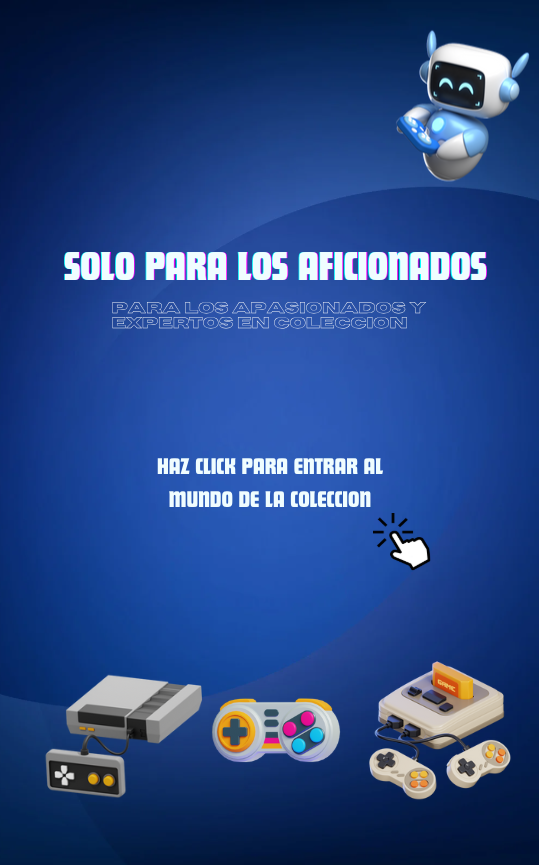 SOLO PARA LOS AFICIONADOS
PARA LOS APASIONADOS Y
EXPERTOS EN COLECCION
HAZ CLICK PARA ENTRAR AL
MUNDO DE LA COLECCION
GAME